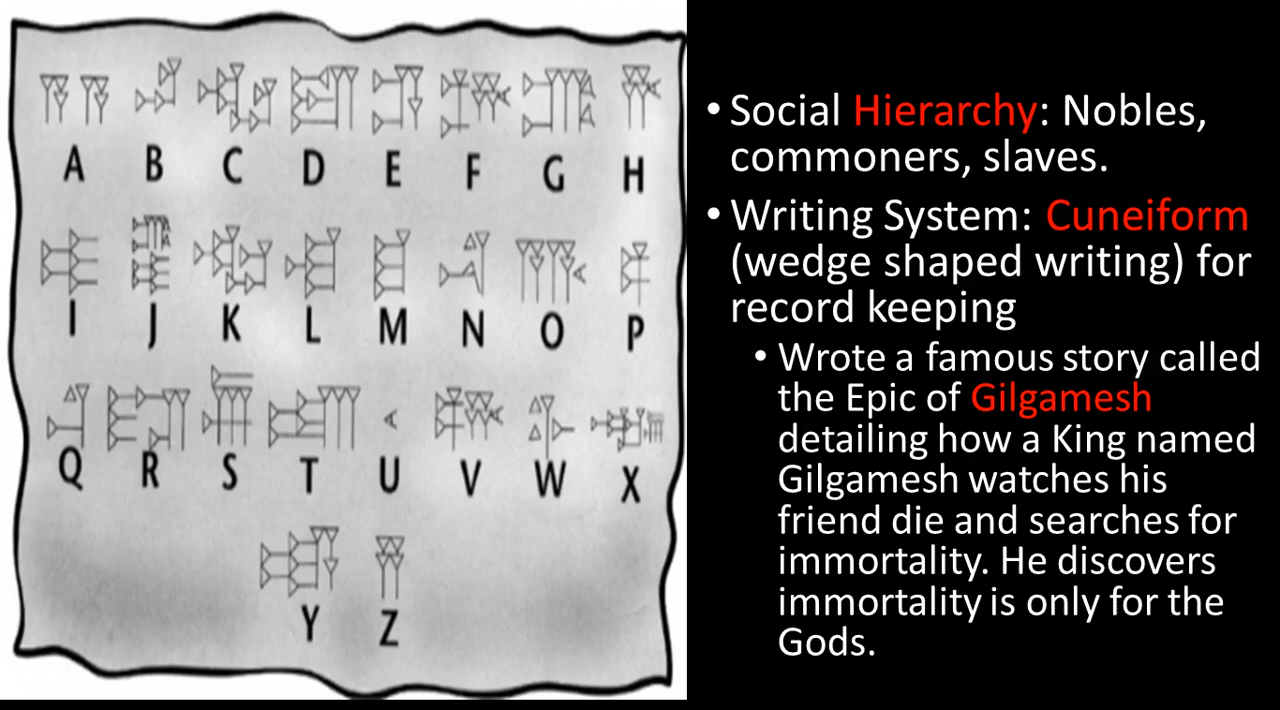 A B C D E F G H
I J K L M N O P
Q R S T U V W X
Y Z
• Social Hierarchy: Nobles,
commoners, slaves.
• Writing System: Cuneiform
(wedge shaped writing) for
record keeping
• Wrote a famous story called
the Epic of Gilgamesh
detailing how a King named
Gilgamesh watches his
friend die and searches for
immortality. He discovers
immortality is only for the
Gods.